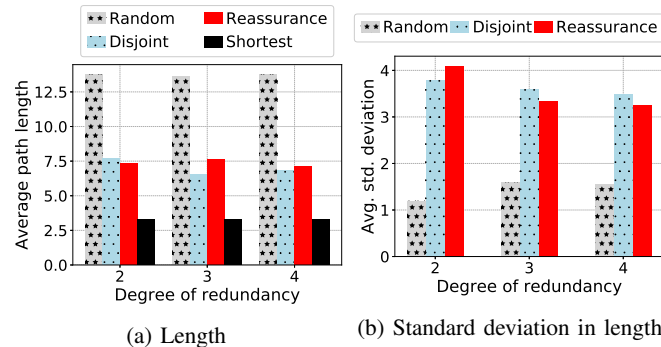 Random Reassurance
Disjoint Shortest
Average path length
12.5
10.0
7.5
5.0
2.5
0.0
2 3 4
Degree of redundancy
(a) Length
Random Disjoint Reassurance
Avg. std. deviation
4
3
2
1
0
2 3 4
Degree of redundancy
(b) Standard deviation in length